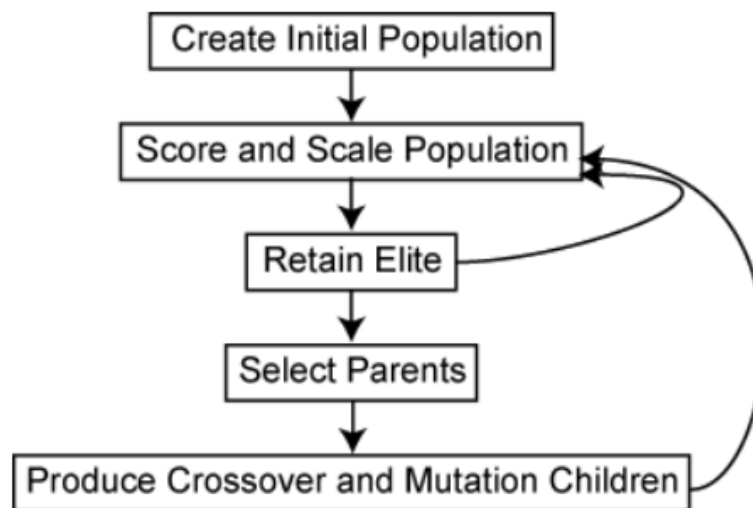 Create Initial Population
Score and Scale Population
Retain Elite
Select Parents
Produce Crossover and Mutation Children